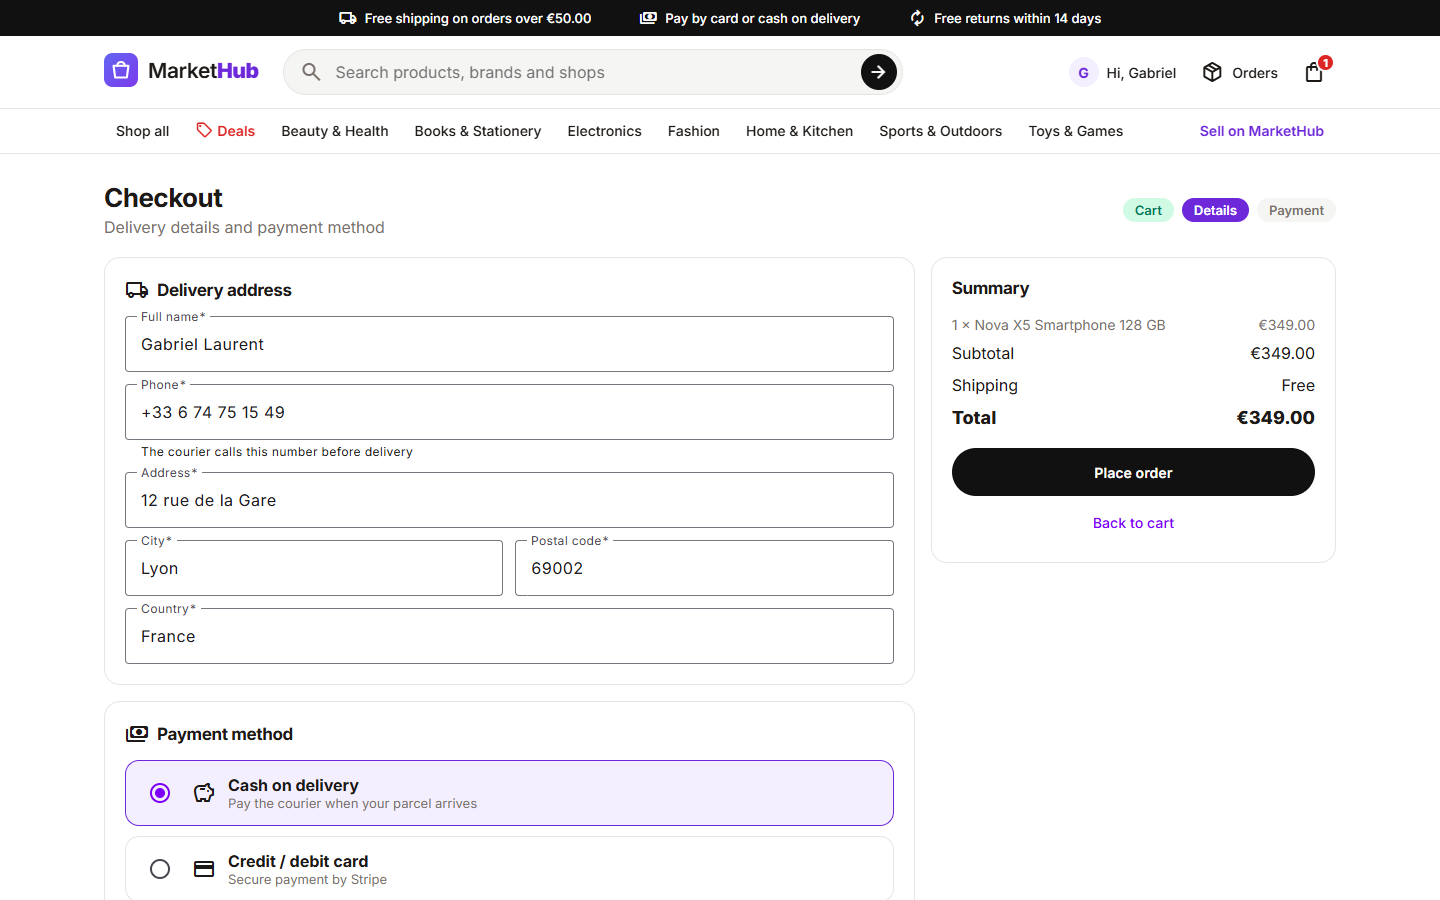 Free shipping on orders over €50.00
Pay by card or cash on delivery
Free returns within 14 days
MarketHub
Search products, brands and shops
G
Hi, Gabriel
Orders
1
Shop all
Deals
Beauty & Health
Books & Stationery
Electronics
Fashion
Home & Kitchen
Sports & Outdoors
Toys & Games
Sell on MarketHub
Checkout
Delivery details and payment method
Cart
Details
Payment
Delivery address
Full name*
Gabriel Laurent
Phone*
+33 6 74 75 15 49
The courier calls this number before delivery
Address*
12 rue de la Gare
City*
Lyon
Postal code*
69002
Country*
France
Payment method
Cash on delivery
Pay the courier when your parcel arrives
Credit / debit card
Secure payment by Stripe
Summary
1 × Nova X5 Smartphone 128 GB €349.00
Subtotal €349.00
Shipping Free
Total €349.00
Place order
Back to cart